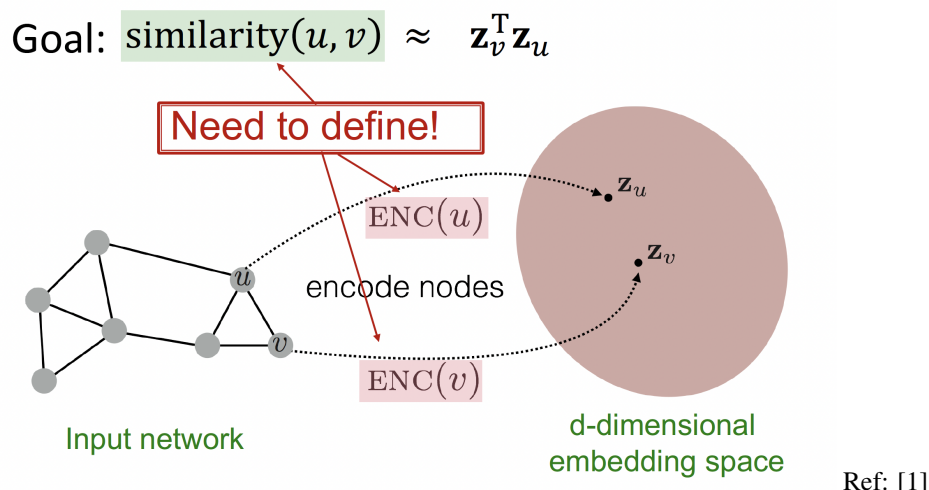 Goal: similarity(u, v) ≈ z_v^T z_u
Need to define!
z_u
ENC(u)
z_v
u
encode nodes
v
ENC(v)
Input network
d-dimensional
embedding space
Ref: [1]